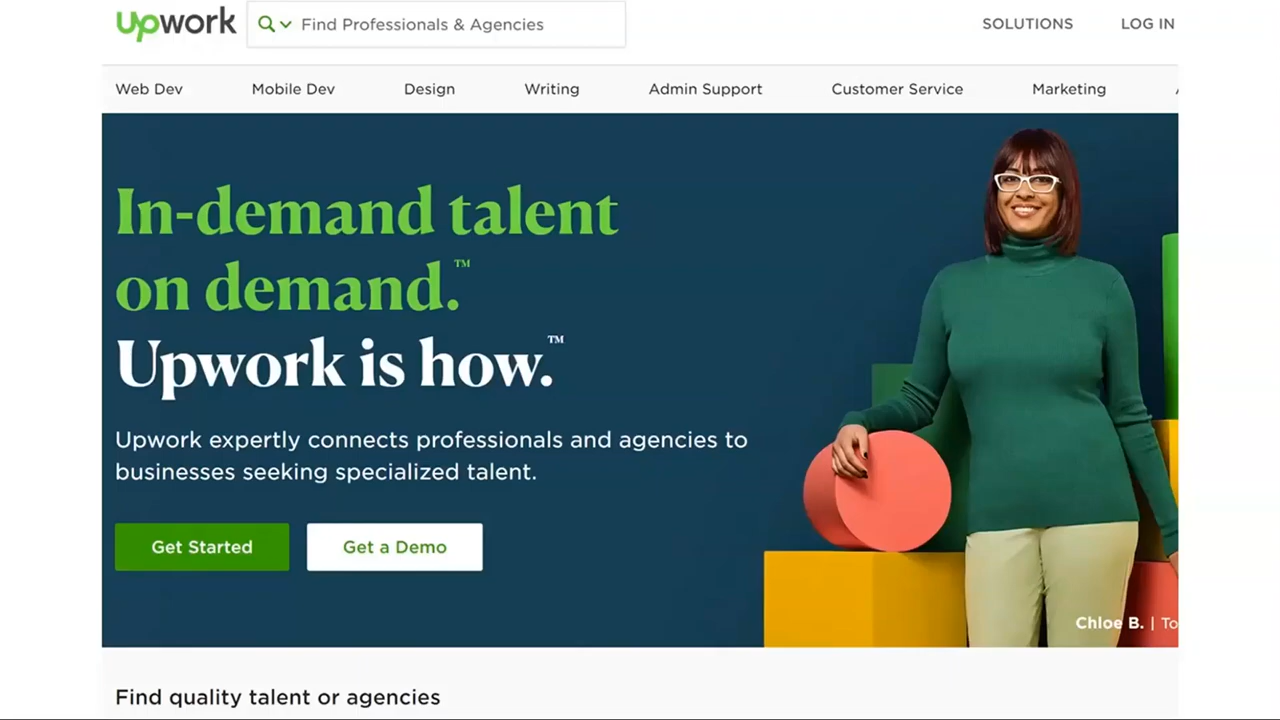 Upwork
Find Professionals & Agencies
SOLUTIONS
LOG IN
Web Dev
Mobile Dev
Design
Writing
Admin Support
Customer Service
Marketing
In-demand talent
on demand.™
Upwork is how.™
Upwork expertly connects professionals and agencies to
businesses seeking specialized talent.
Get Started
Get a Demo
Chloe B. | To
Find quality talent or agencies